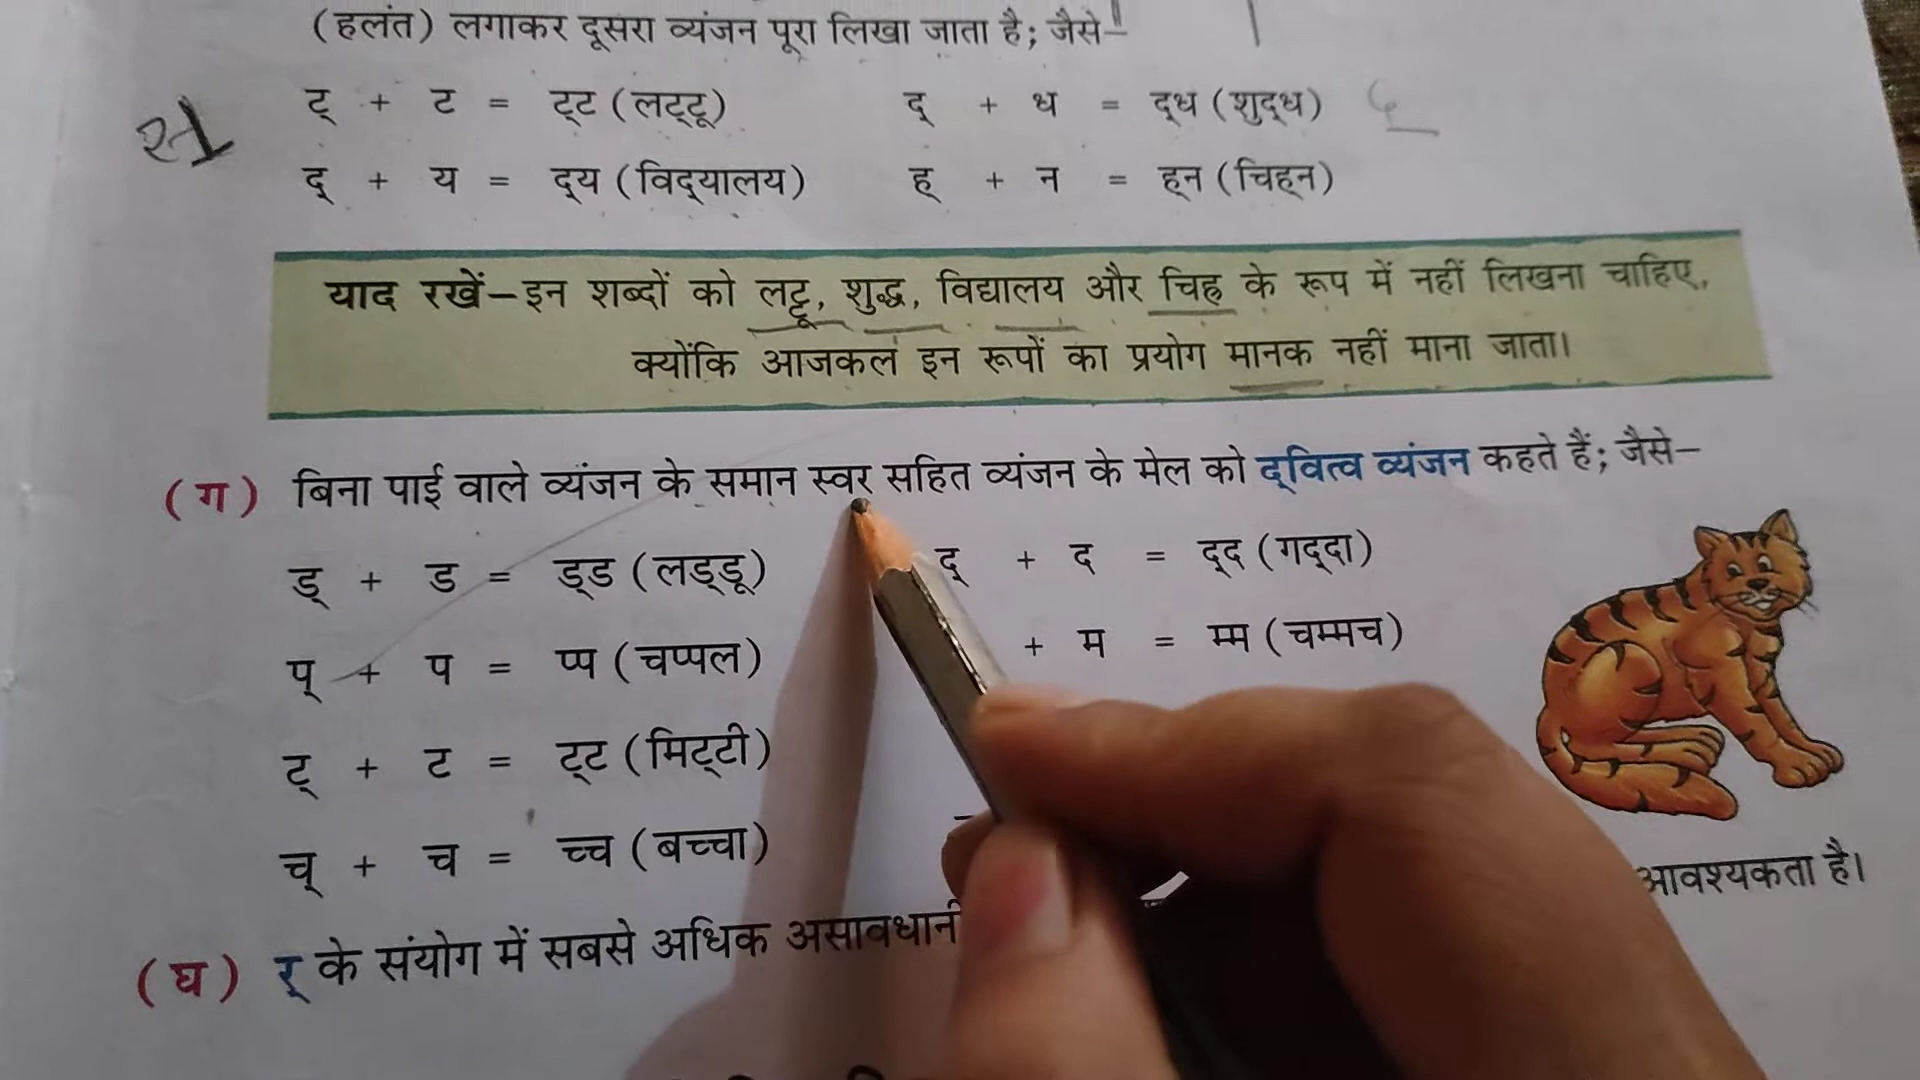 (हलंत) लगाकर दूसरा व्यंजन पूरा लिखा जाता है; जैसे–
ट् + ट = ट्‌ट (लट्‌टू) द् + ध = द्‌ध (शुद्‌ध)
द् + य = द्‌य (विद्‌यालय) ह् + न = ह्‌न (चिह्‌न)
याद रखें–इन शब्दों को लट्टू, शुद्ध, विद्यालय और चिह्न के रूप में नहीं लिखना चाहिए,
क्योंकि आजकल इन रूपों का प्रयोग मानक नहीं माना जाता।
(ग) बिना पाई वाले व्यंजन के समान स्वर सहित व्यंजन के मेल को द्‌वित्व व्यंजन कहते हैं; जैसे–
ड् + ड = ड्‌ड (लड्‌डू) द् + द = द्‌द (गद्‌दा)
प् + प = प्प (चप्पल) + म = म्म (चम्मच)
ट् + ट = ट्‌ट (मिट्‌टी)
च् + च = च्च (बच्चा)
(घ) र् के संयोग में सबसे अधिक असावधानी आवश्यकता है।